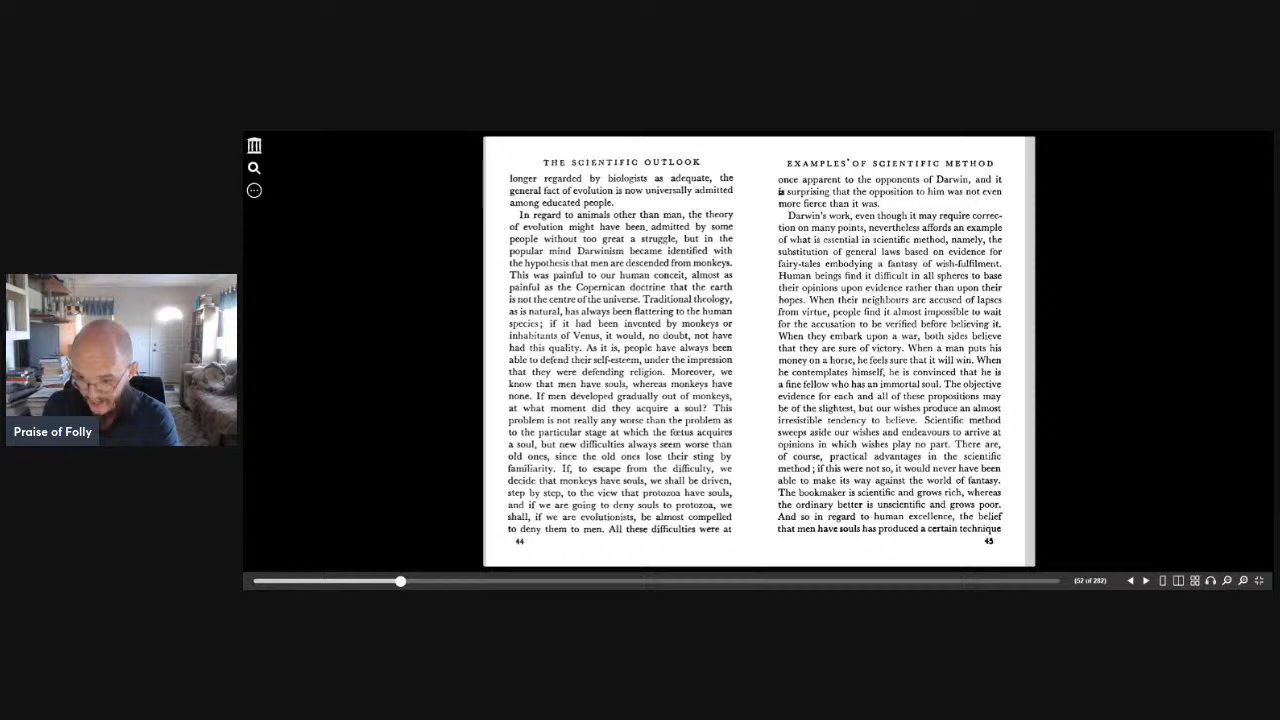 THE SCIENTIFIC OUTLOOK
longer regarded by biologists as adequate, the
general fact of evolution is now universally admitted
among educated people.
In regard to animals other than man, the theory
of evolution might have been admitted by some
people without too great a struggle, but in the
popular mind Darwinism became identified with
the hypothesis that men are descended from monkeys.
This was painful to our human conceit, almost as
painful as the Copernican doctrine that the earth
is not the centre of the universe. Traditional theology,
as is natural, has always been flattering to the human
species; if it had been invented by monkeys or
inhabitants of Venus, it would, no doubt, not have
had this quality. As it is, people have always been
able to defend their self-esteem, under the impression
that they were defending religion. Moreover, we
know that men have souls, whereas monkeys have
none. If men developed gradually out of monkeys,
at what moment did they acquire a soul? This
problem is not really any worse than the problem as
to the particular stage at which the fœtus acquires
a soul, but new difficulties always seem worse than
old ones, since the old ones lose their sting by
familiarity. If, to escape from the difficulty, we
decide that monkeys have souls, we shall be driven,
step by step, to the view that protozoa have souls,
and if we are going to deny souls to protozoa, we
shall, if we are evolutionists, be almost compelled
to deny them to men. All these difficulties were at
44
EXAMPLES OF SCIENTIFIC METHOD
once apparent to the opponents of Darwin, and it
is surprising that the opposition to him was not even
more fierce than it was.
Darwin's work, even though it may require correc-
tion on many points, nevertheless affords an example
of what is essential in scientific method, namely, the
substitution of general laws based on evidence for
fairy-tales embodying a fantasy of wish-fulfilment.
Human beings find it difficult in all spheres to base
their opinions upon evidence rather than upon their
hopes. When their neighbours are accused of lapses
from virtue, people find it almost impossible to wait
for the accusation to be verified before believing it.
When they embark upon a war, both sides believe
that they are sure of victory. When a man puts his
money on a horse, he feels sure that it will win. When
he contemplates himself, he is convinced that he is
a fine fellow who has an immortal soul. The objective
evidence for each and all of these propositions may
be of the slightest, but our wishes produce an almost
irresistible tendency to believe. Scientific method
sweeps aside our wishes and endeavours to arrive at
opinions in which wishes play no part. There are,
of course, practical advantages in the scientific
method; if this were not so, it would never have been
able to make its way against the world of fantasy.
The bookmaker is scientific and grows rich, whereas
the ordinary better is unscientific and grows poor.
And so in regard to human excellence, the belief
that men have souls has produced a certain technique
45
Praise of Folly
(52 of 282)